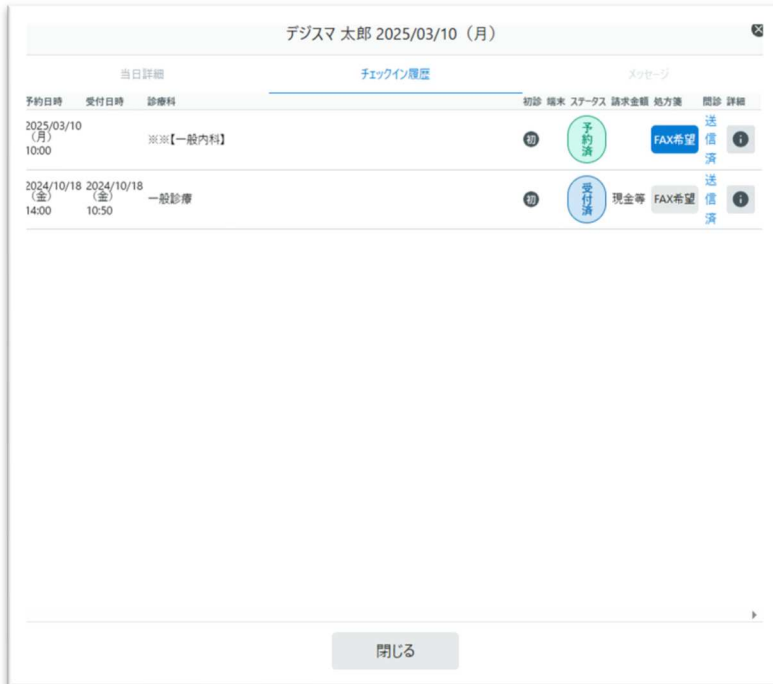 デジスマ 太郎 2025/03/10（月）
当日詳細 チェックイン履歴 メッセージ
予約日時 受付日時 診療科 初診 端末 ステータス 請求金額 処方箋 問診 詳細
2025/03/10
（月）
10:00
※※【一般内科】
初
予約済
FAX希望
送信済
2024/10/18
（金）
14:00
2024/10/18
（金）
10:50
一般診療
初
受付済
現金等
FAX希望
送信済
閉じる